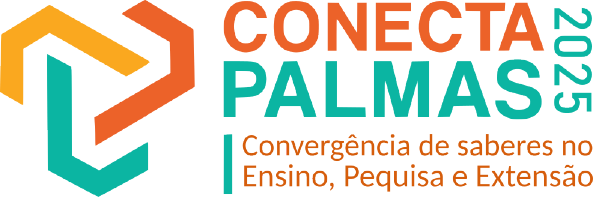 CONECTA
PALMAS
2025
Convergência de saberes no
Ensino, Pequisa e Extensão